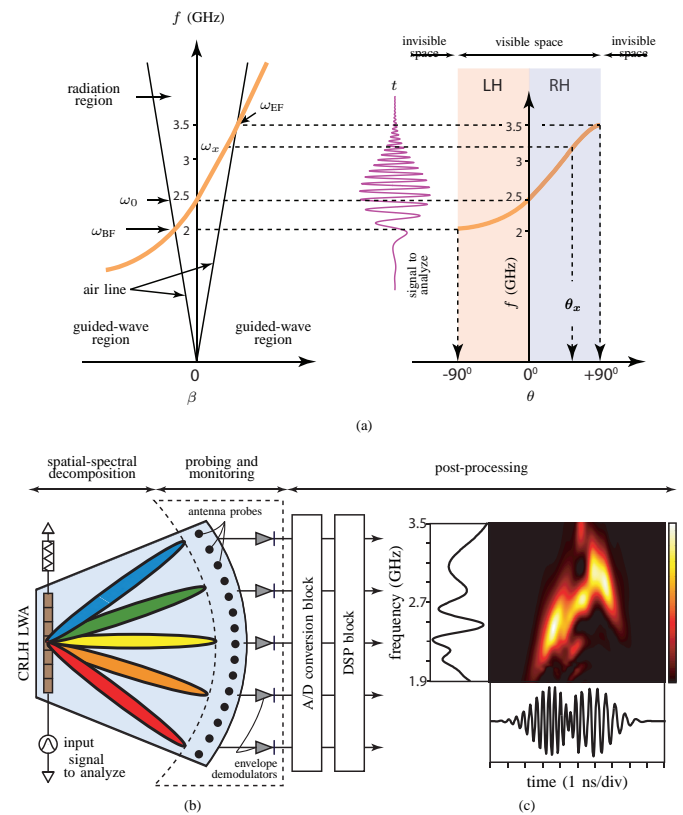 f (GHz)
radiation
region
ω_EF
3.5
ω_x
3
ω_0
2.5
ω_BF
2
air line
guided-wave
region
guided-wave
region
0
β
t
signal to
analyze
invisible
space
visible space
invisible
space
LH
RH
3.5
3
2.5
2
f (GHz)
θ_x
-90⁰
0⁰
+90⁰
θ
(a)
spatial-spectral
decomposition
probing and
monitoring
post-processing
antenna probes
CRLH LWA
A/D conversion block
DSP block
input
signal
to analyze
envelope
demodulators
(b)
3.5
2.7
1.9
frequency (GHz)
time (1 ns/div)
(c)